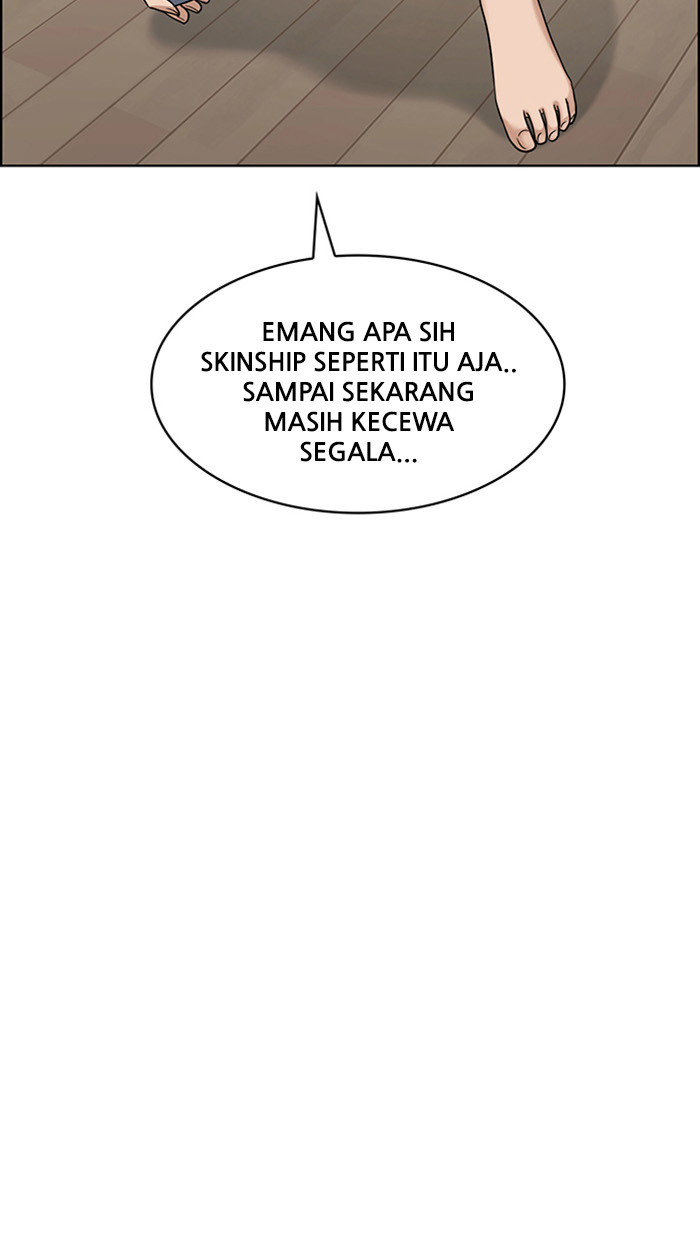 EMANG APA SIH
SKINSHIP SEPERTI ITU AJA..
SAMPAI SEKARANG
MASIH KECEWA
SEGALA...